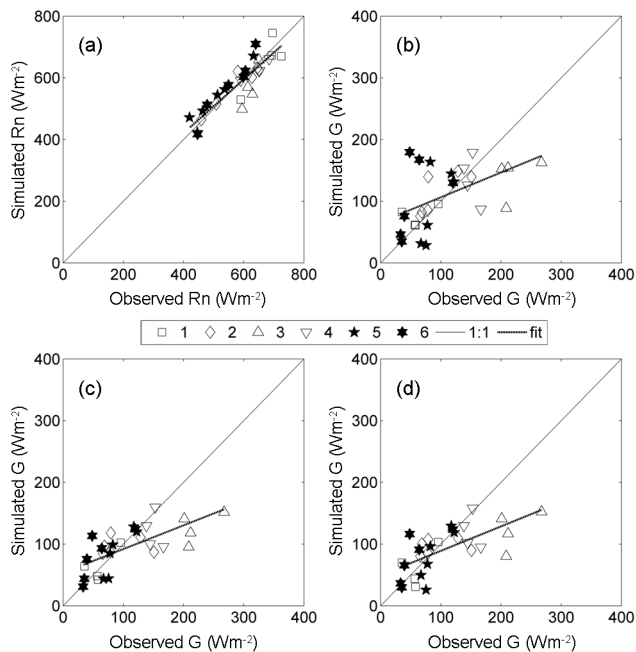 (a)
800
600
400
200
0
Simulated Rn (Wm-2)
0 200 400 600 800
Observed Rn (Wm-2)
(b)
400
300
200
100
0
Simulated G (Wm-2)
0 100 200 300 400
Observed G (Wm-2)
1 2 3 4 5 6 1:1 fit
(c)
400
300
200
100
0
Simulated G (Wm-2)
0 100 200 300 400
Observed G (Wm-2)
(d)
400
300
200
100
0
Simulated G (Wm-2)
0 100 200 300 400
Observed G (Wm-2)